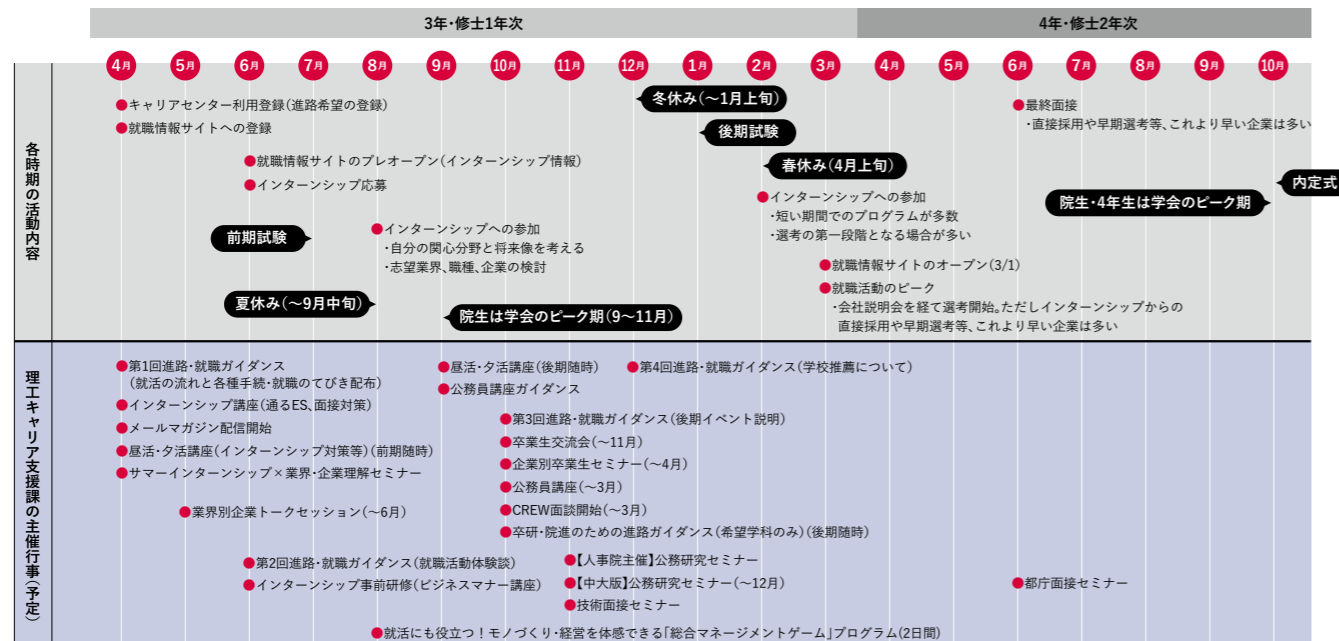 3年・修士1年次
4年・修士2年次
4月 5月 6月 7月 8月 9月 10月 11月 12月 1月 2月 3月 4月 5月 6月 7月 8月 9月 10月
各時期の活動内容
キャリアセンター利用登録(進路希望の登録)
就職情報サイトへの登録
就職情報サイトのプレオープン(インターンシップ情報)
インターンシップ応募
前期試験
インターンシップへの参加
・自分の関心分野と将来像を考える
・志望業界、職種、企業の検討
夏休み(〜9月中旬)
院生は学会のピーク期(9〜11月)
冬休み(〜1月上旬)
後期試験
春休み(4月上旬)
インターンシップへの参加
・短い期間でのプログラムが多数
・選考の第一段階となる場合が多い
就職情報サイトのオープン(3/1)
就職活動のピーク
・会社説明会を経て選考開始。ただしインターンシップからの
直接採用や早期選考等、これより早い企業は多い
最終面接
・直接採用や早期選考等、これより早い企業は多い
内定式
院生・4年生は学会のピーク期
理工キャリア支援課の主催行事(予定)
第1回進路・就職ガイダンス
(就活の流れと各種手続・就職のてびき配布)
インターンシップ講座(通るES、面接対策)
メールマガジン配信開始
昼活・夕活講座(インターンシップ対策等)(前期随時)
サマーインターンシップ×業界・企業理解セミナー
業界別企業トークセッション(〜6月)
第2回進路・就職ガイダンス(就職活動体験談)
インターンシップ事前研修(ビジネスマナー講座)
就活にも役立つ!モノづくり・経営を体感できる「総合マネージメントゲーム」プログラム(2日間)
昼活・夕活講座(後期随時)
公務員講座ガイダンス
第3回進路・就職ガイダンス(後期イベント説明)
卒業生交流会(〜11月)
企業別卒業生セミナー(〜4月)
公務員講座(〜3月)
CREW面談開始(〜3月)
卒研・院進のための進路ガイダンス(希望学科のみ)(後期随時)
【人事院主催】公務研究セミナー
【中大版】公務研究セミナー(〜12月)
技術面接セミナー
第4回進路・就職ガイダンス(学校推薦について)
都庁面接セミナー